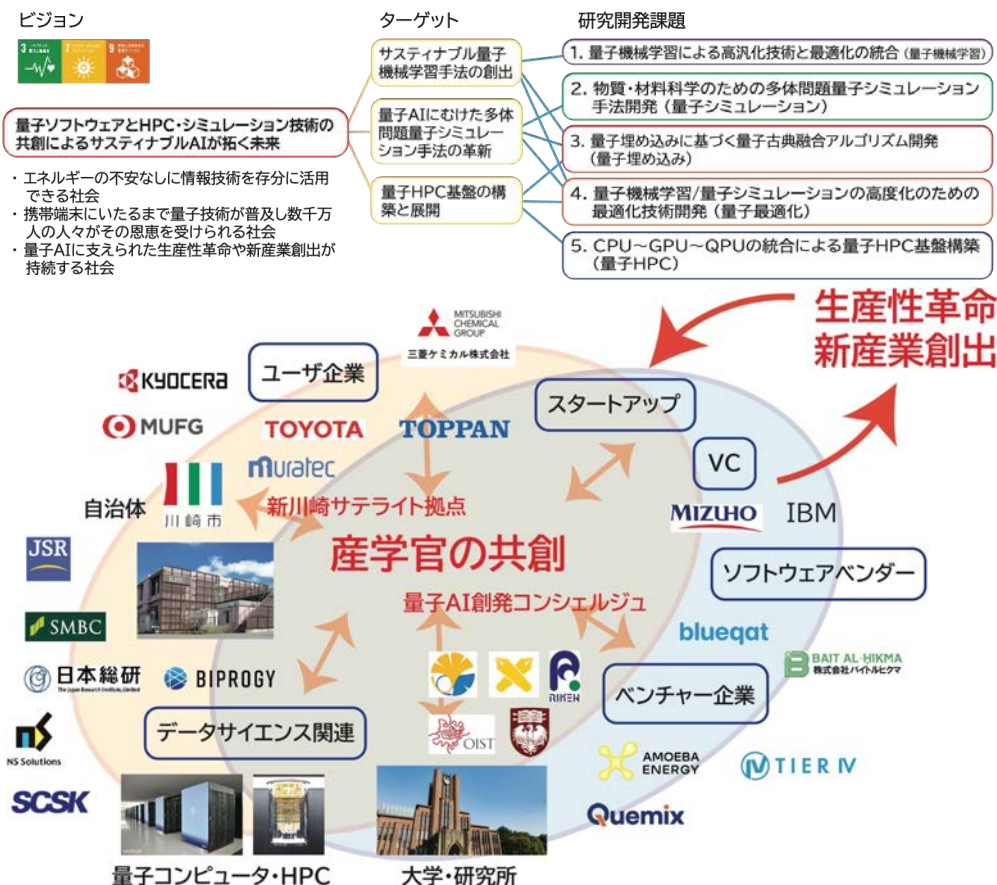 ビジョン
ターゲット
研究開発課題
3
7
9
量子ソフトウェアとHPC・シミュレーション技術の
共創によるサスティナブルAIが拓く未来
・エネルギーの不安なしに情報技術を存分に活用
できる社会
・携帯端末にいたるまで量子技術が普及し数千万
人の人々がその恩恵を受けられる社会
・量子AIに支えられた生産性革命や新産業創出が
持続する社会
サスティナブル量子
機械学習手法の創出
量子AIにむけた多体
問題量子シミュレー
ション手法の革新
量子HPC基盤の構
築と展開
1. 量子機械学習による高汎化技術と最適化の統合（量子機械学習）
2. 物質・材料科学のための多体問題量子シミュレーション
手法開発（量子シミュレーション）
3. 量子埋め込みに基づく量子古典融合アルゴリズム開発
（量子埋め込み）
4. 量子機械学習/量子シミュレーションの高度化のための
最適化技術開発（量子最適化）
5. CPU～GPU～QPUの統合による量子HPC基盤構築
（量子HPC）
生産性革命
新産業創出
MITSUBISHI
CHEMICAL
GROUP
三菱ケミカル株式会社
ユーザ企業
KYOCERA
MUFG
TOYOTA
TOPPAN
muratec
スタートアップ
VC
MIZUHO
IBM
自治体
川崎市
新川崎サテライト拠点
産学官の共創
量子AI創発コンシェルジュ
JSR
SMBC
日本総研
The Japan Research Institute, Limited
BIPROGY
NS Solutions
SCSK
データサイエンス関連
RIKEN
OIST
ソフトウェアベンダー
blueqat
BAIT AL-HIKMA
株式会社バイトルヒクマ
ベンチャー企業
AMOEBA
ENERGY
TIER IV
Quemix
量子コンピュータ・HPC
大学・研究所